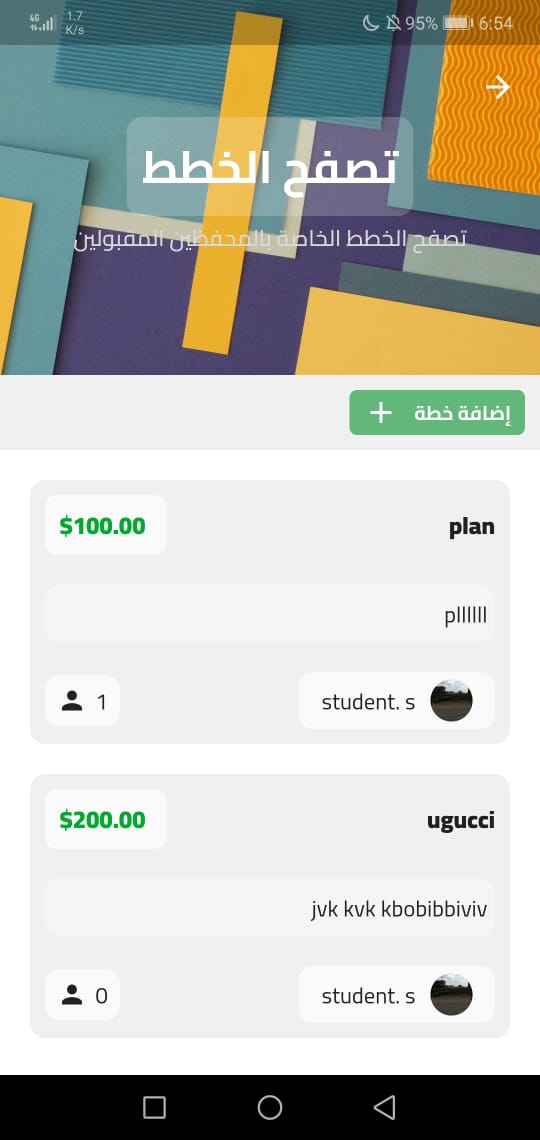 4G 1.7 K/s 95% 6:54
تصفح الخطط
تصفح الخطط الخاصة بالمحفظين المقبولين
إضافة خطة +
plan $100.00
pllllll
student. s 1
ugucci $200.00
jvk kvk kbobibbiviv
student. s 0